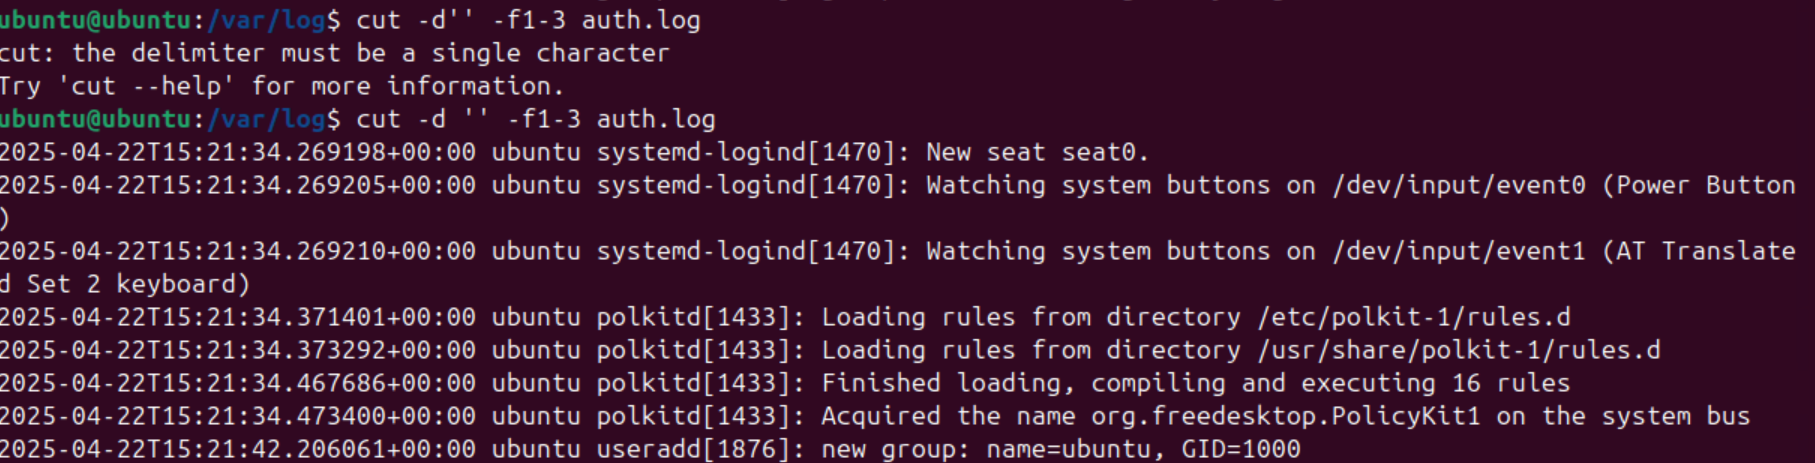 ubuntu@ubuntu:/var/log$ cut -d'' -f1-3 auth.log
cut: the delimiter must be a single character
Try 'cut --help' for more information.
ubuntu@ubuntu:/var/log$ cut -d '' -f1-3 auth.log
2025-04-22T15:21:34.269198+00:00 ubuntu systemd-logind[1470]: New seat seat0.
2025-04-22T15:21:34.269205+00:00 ubuntu systemd-logind[1470]: Watching system buttons on /dev/input/event0 (Power Button
)
2025-04-22T15:21:34.269210+00:00 ubuntu systemd-logind[1470]: Watching system buttons on /dev/input/event1 (AT Translate
d Set 2 keyboard)
2025-04-22T15:21:34.371401+00:00 ubuntu polkitd[1433]: Loading rules from directory /etc/polkit-1/rules.d
2025-04-22T15:21:34.373292+00:00 ubuntu polkitd[1433]: Loading rules from directory /usr/share/polkit-1/rules.d
2025-04-22T15:21:34.467686+00:00 ubuntu polkitd[1433]: Finished loading, compiling and executing 16 rules
2025-04-22T15:21:34.473400+00:00 ubuntu polkitd[1433]: Acquired the name org.freedesktop.PolicyKit1 on the system bus
2025-04-22T15:21:42.206061+00:00 ubuntu useradd[1876]: new group: name=ubuntu, GID=1000